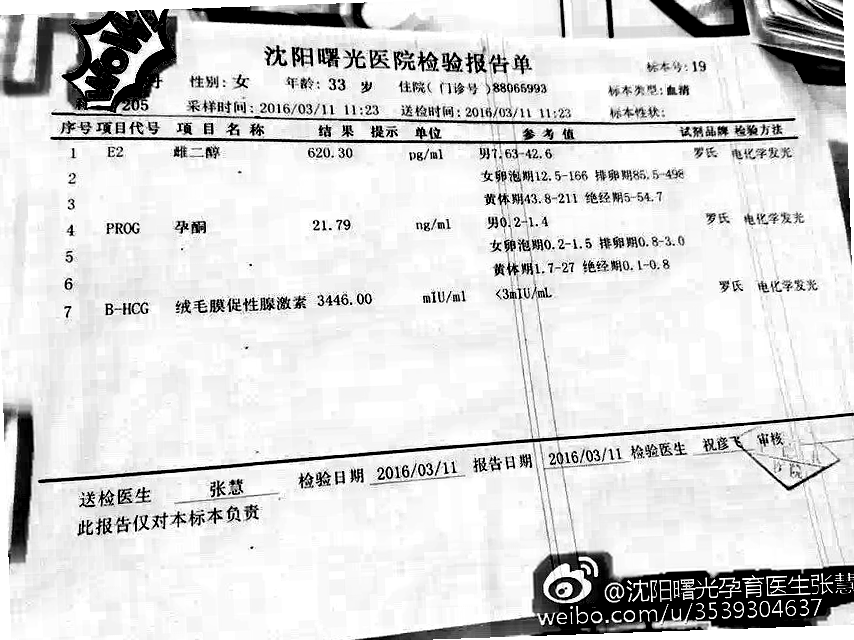 WOM
沈阳曙光医院检验报告单
标本号:19
性别: 女 年龄: 33 岁 住院(门诊号)88065993 标本类型:血清
205 采样时间: 2016/03/11 11:23 送检时间: 2016/03/11 11:23 标本性状:
序号 项目代号 项目名称 结果 提示 单位 参考值 试剂品牌 检验方法
1 E2 雌二醇 620.30 pg/ml 男7.63-42.6 罗氏 电化学发光
2 女卵泡期12.5-166 排卵期85.5-498
3 黄体期43.8-211 绝经期5-54.7
4 PROG 孕酮 21.79 ng/ml 男0.2-1.4 罗氏 电化学发光
5 女卵泡期0.2-1.5 排卵期0.8-3.0
6 黄体期1.7-27 绝经期0.1-0.8
7 B-HCG 绒毛膜促性腺激素 3446.00 mIU/ml <3mIU/mL 罗氏 电化学发光
送检医生 张慧 检验日期 2016/03/11 报告日期 2016/03/11 检验医生 祝彦飞 审核
此报告仅对本标本负责
@沈阳曙光孕育医生张慧
weibo.com/u/3539304637